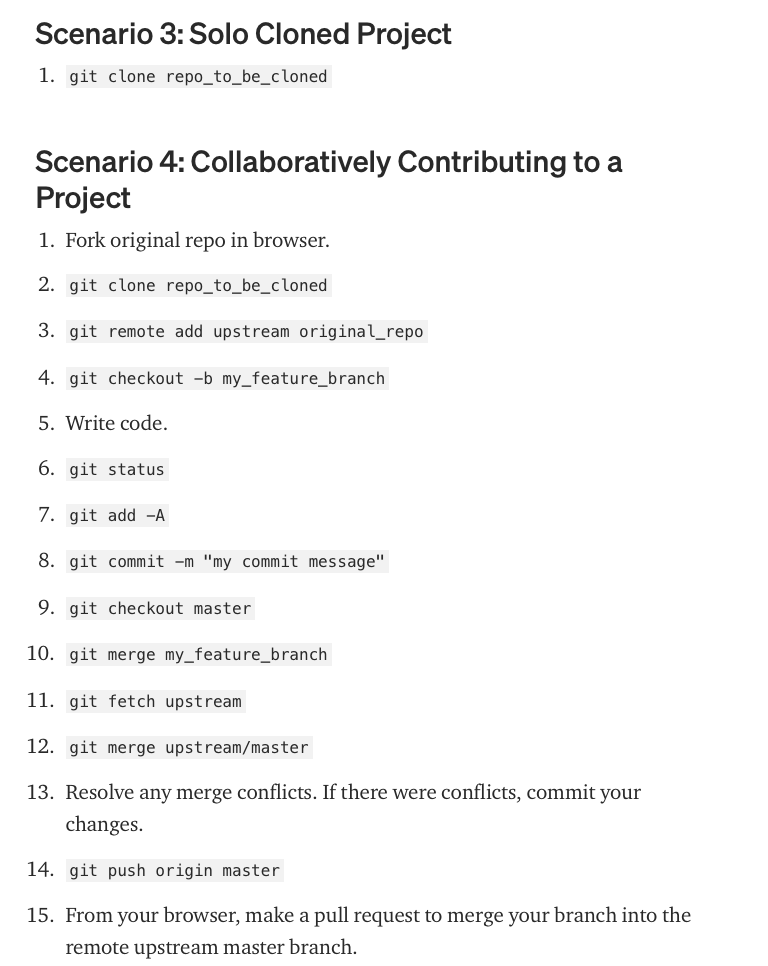 Scenario 3: Solo Cloned Project
1. git clone repo_to_be_cloned
Scenario 4: Collaboratively Contributing to a
Project
1. Fork original repo in browser.
2. git clone repo_to_be_cloned
3. git remote add upstream original_repo
4. git checkout -b my_feature_branch
5. Write code.
6. git status
7. git add -A
8. git commit -m "my commit message"
9. git checkout master
10. git merge my_feature_branch
11. git fetch upstream
12. git merge upstream/master
13. Resolve any merge conflicts. If there were conflicts, commit your
changes.
14. git push origin master
15. From your browser, make a pull request to merge your branch into the
remote upstream master branch.